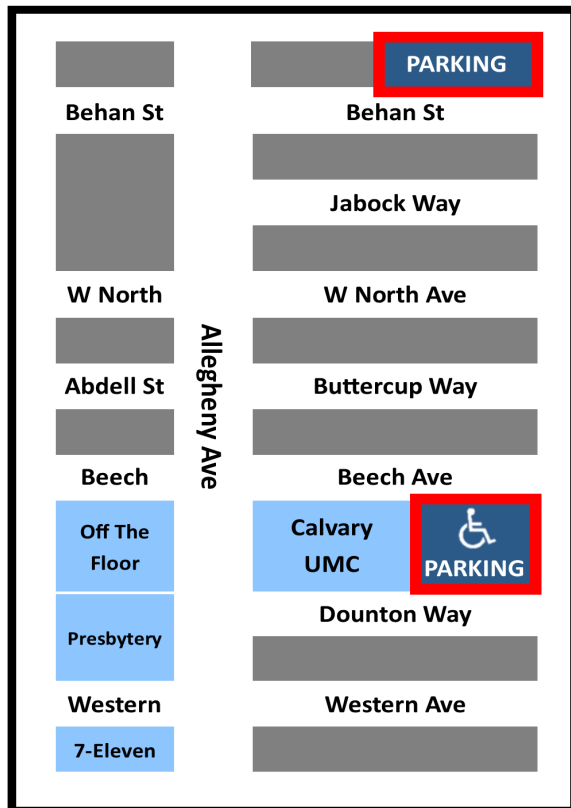 PARKING
Behan St
Behan St
Jabock Way
W North
W North Ave
Allegheny Ave
Abdell St
Buttercup Way
Beech
Beech Ave
Off The
Floor
Calvary
UMC
PARKING
Dounton Way
Presbytery
Western
Western Ave
7-Eleven